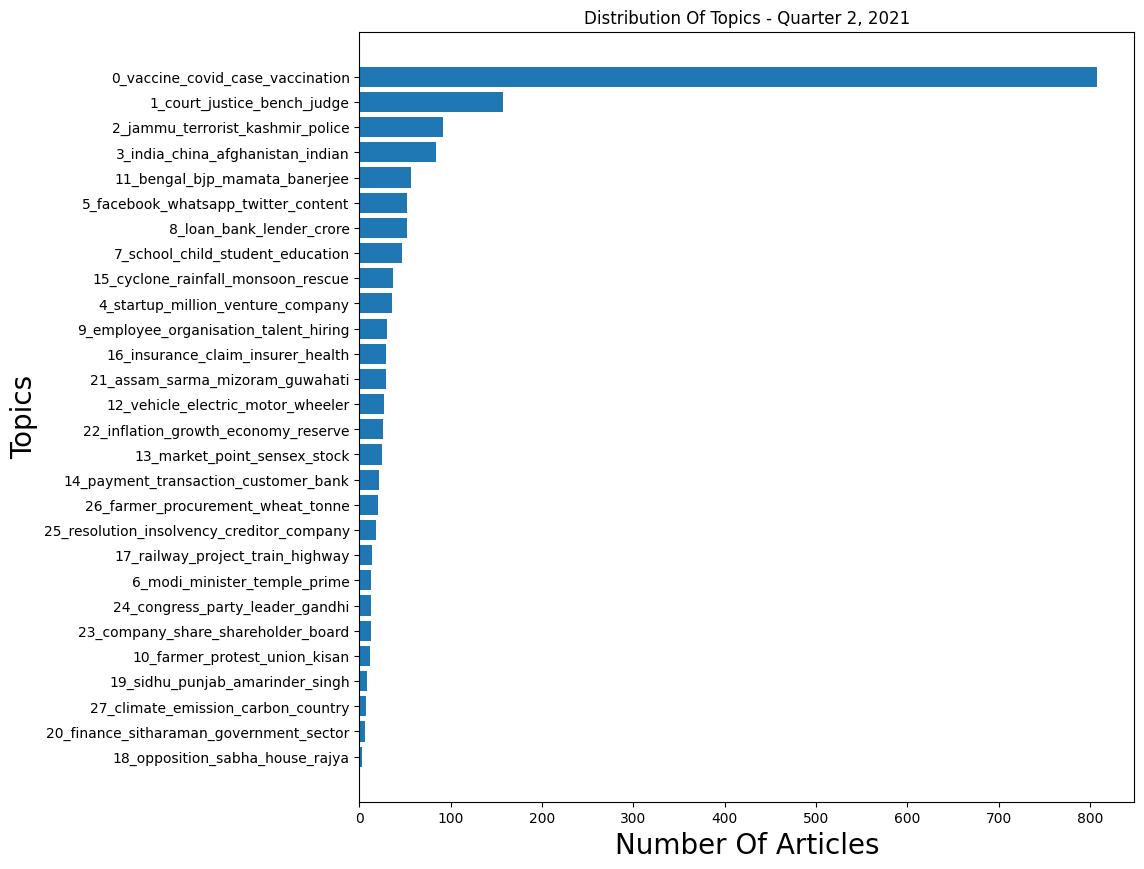 Distribution Of Topics - Quarter 2, 2021
0_vaccine_covid_case_vaccination
1_court_justice_bench_judge
2_jammu_terrorist_kashmir_police
3_india_china_afghanistan_indian
11_bengal_bjp_mamata_banerjee
5_facebook_whatsapp_twitter_content
8_loan_bank_lender_crore
7_school_child_student_education
15_cyclone_rainfall_monsoon_rescue
4_startup_million_venture_company
9_employee_organisation_talent_hiring
16_insurance_claim_insurer_health
21_assam_sarma_mizoram_guwahati
12_vehicle_electric_motor_wheeler
22_inflation_growth_economy_reserve
13_market_point_sensex_stock
14_payment_transaction_customer_bank
26_farmer_procurement_wheat_tonne
25_resolution_insolvency_creditor_company
17_railway_project_train_highway
6_modi_minister_temple_prime
24_congress_party_leader_gandhi
23_company_share_shareholder_board
10_farmer_protest_union_kisan
19_sidhu_punjab_amarinder_singh
27_climate_emission_carbon_country
20_finance_sitharaman_government_sector
18_opposition_sabha_house_rajya
Topics
0 100 200 300 400 500 600 700 800
Number Of Articles